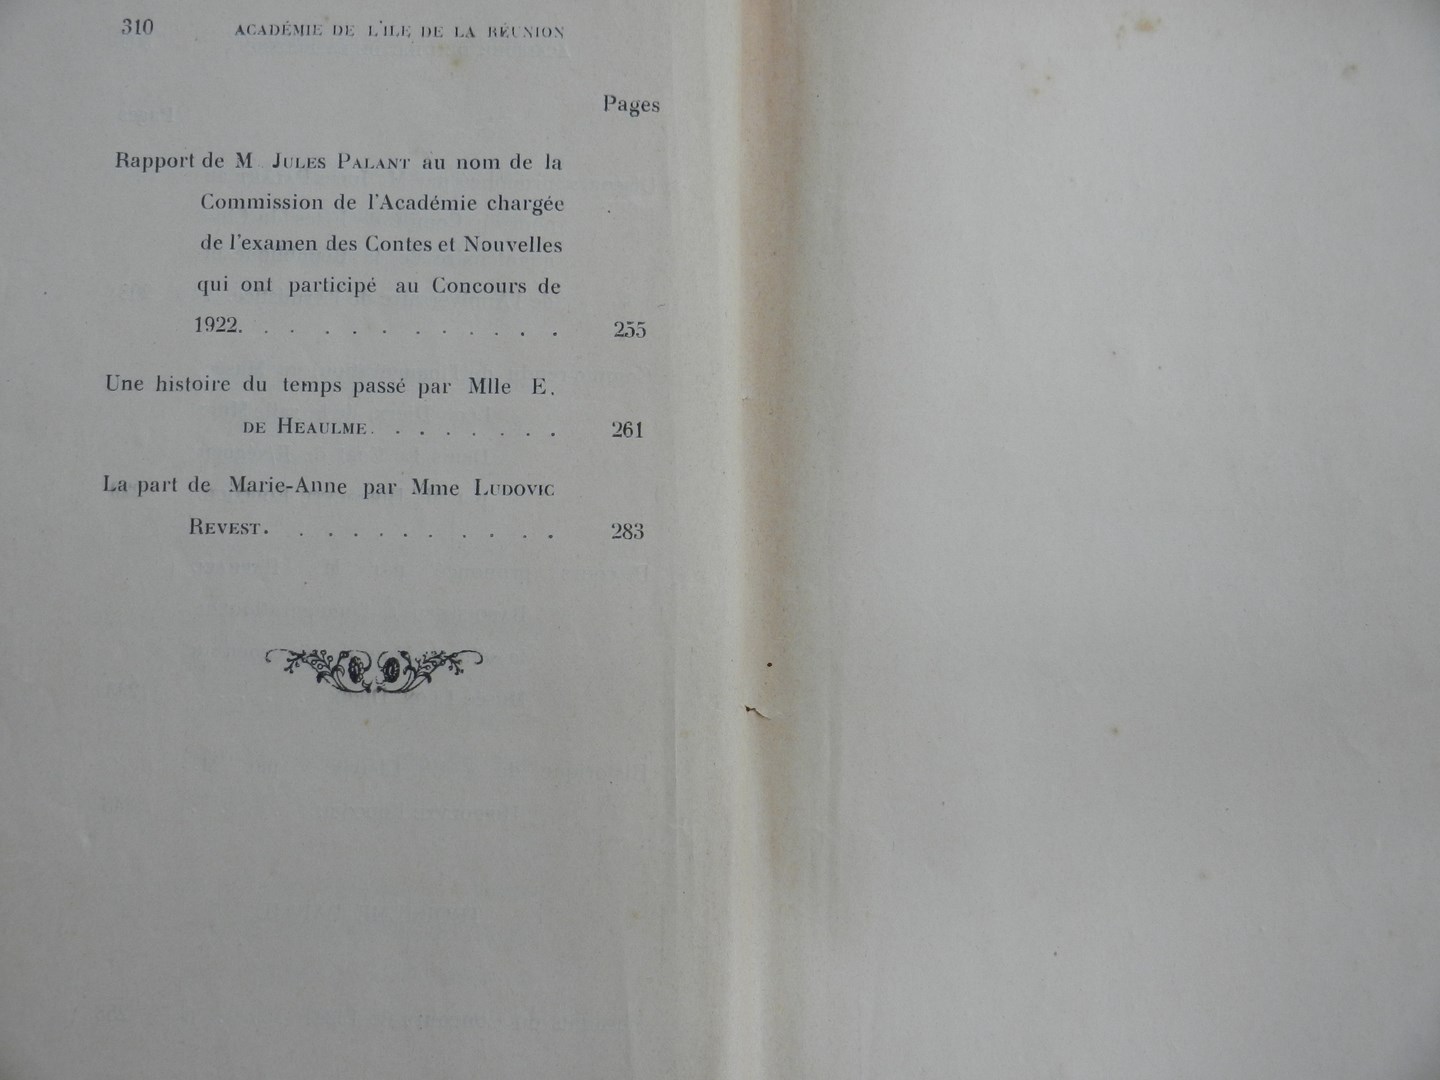 310 ACADÉMIE DE L'ILE DE LA RÉUNION
Pages
Rapport de M JULES PALANT au nom de la
Commission de l'Académie chargée
de l'examen des Contes et Nouvelles
qui ont participé au Concours de
1922. . . . . . . . . . . . 255
Une histoire du temps passé par Mlle E.
DE HEAULME. . . . . . . . 261
La part de Marie-Anne par Mme LUDOVIC
REVEST. . . . . . . . . . . 283